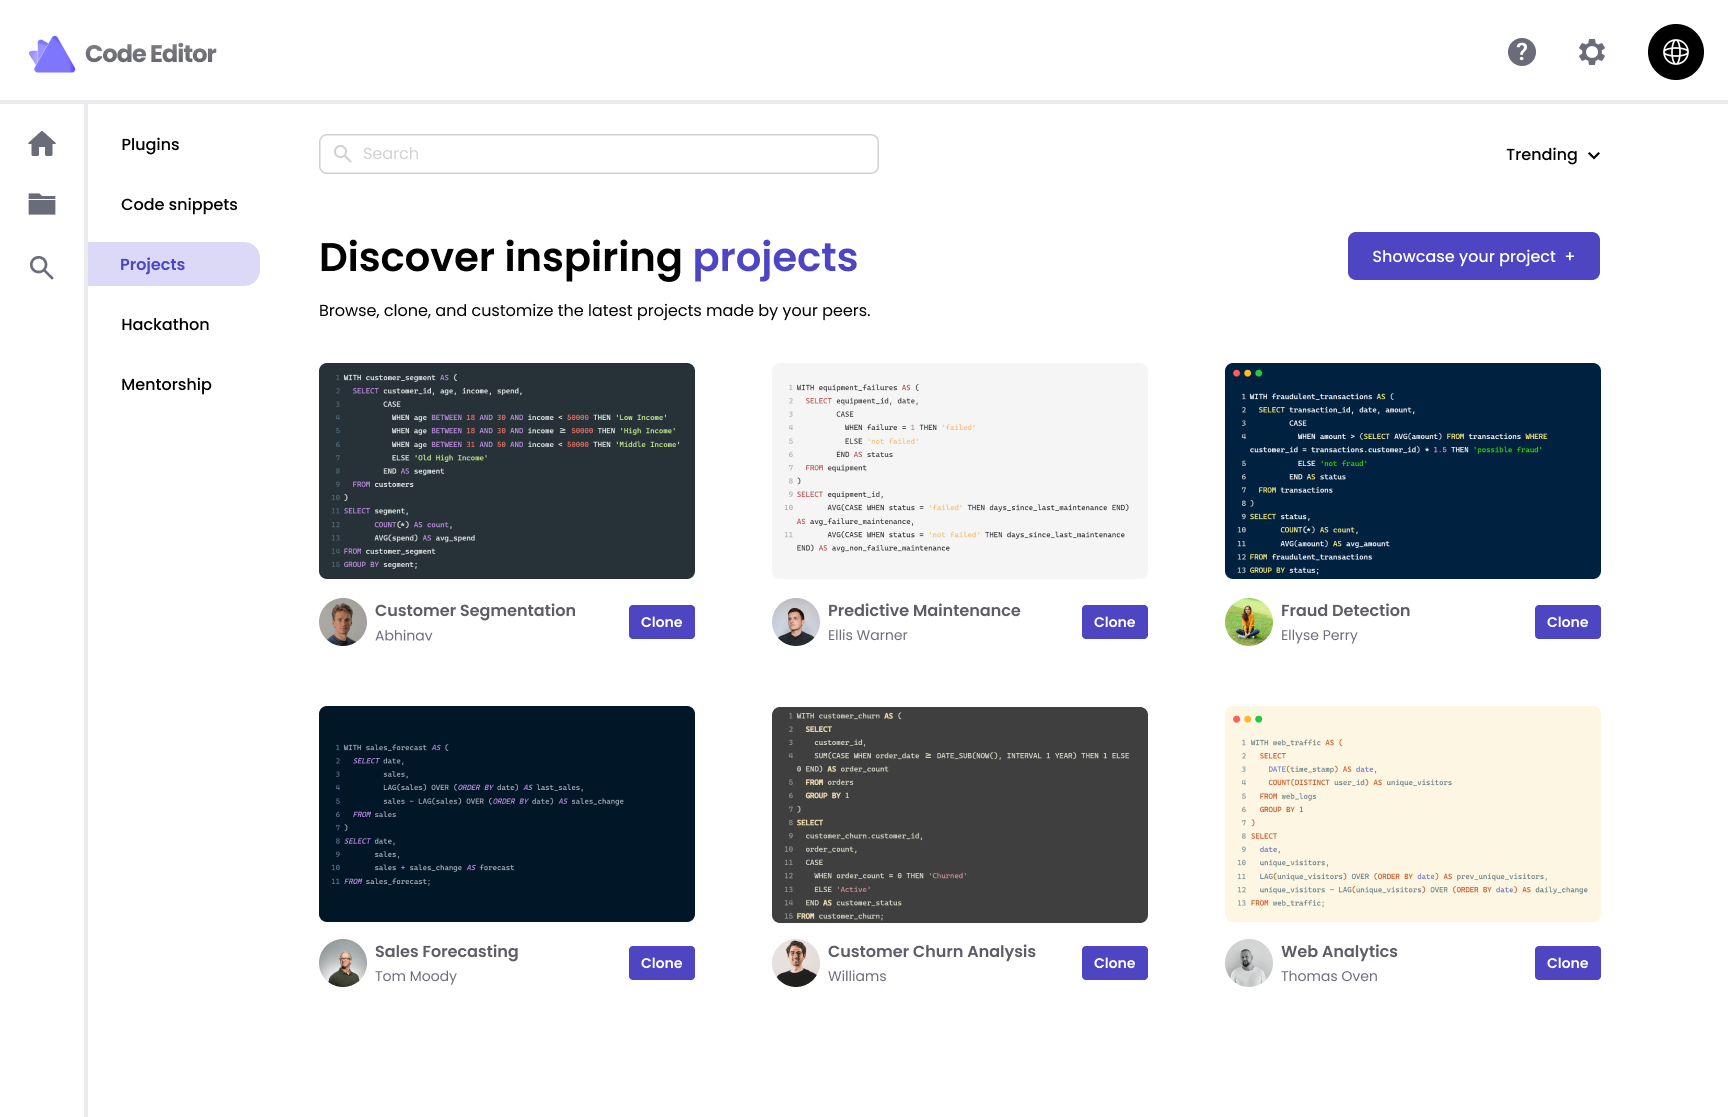 Code Editor
Plugins
Code snippets
Projects
Hackathon
Mentorship
Search
Trending
Discover inspiring projects
Showcase your project +
Browse, clone, and customize the latest projects made by your peers.
1 WITH customer_segment AS (
2 SELECT customer_id, age, income, spend,
3 CASE
4 WHEN age BETWEEN 18 AND 30 AND income < 50000 THEN 'Low Income'
5 WHEN age BETWEEN 18 AND 30 AND income ≥ 50000 THEN 'High Income'
6 WHEN age BETWEEN 31 AND 50 AND income < 50000 THEN 'Middle Income'
7 ELSE 'Old High Income'
8 END AS segment
9 FROM customers
10 )
11 SELECT segment,
12 COUNT(*) AS count,
13 AVG(spend) AS avg_spend
14 FROM customer_segment
15 GROUP BY segment;
Customer Segmentation
Abhinav
Clone
1 WITH equipment_failures AS (
2 SELECT equipment_id, date,
3 CASE
4 WHEN failure = 1 THEN 'failed'
5 ELSE 'not failed'
6 END AS status
7 FROM equipment
8 )
9 SELECT equipment_id,
10 AVG(CASE WHEN status = 'failed' THEN days_since_last_maintenance END)
AS avg_failure_maintenance,
11 AVG(CASE WHEN status = 'not failed' THEN days_since_last_maintenance
END) AS avg_non_failure_maintenance
Predictive Maintenance
Ellis Warner
Clone
1 WITH fraudulent_transactions AS (
2 SELECT transaction_id, date, amount,
3 CASE
4 WHEN amount > (SELECT AVG(amount) FROM transactions WHERE
customer_id = transactions.customer_id) * 1.5 THEN 'possible fraud'
5 ELSE 'not fraud'
6 END AS status
7 FROM transactions
8 )
9 SELECT status,
10 COUNT(*) AS count,
11 AVG(amount) AS avg_amount
12 FROM fraudulent_transactions
13 GROUP BY status;
Fraud Detection
Ellyse Perry
Clone
1 WITH sales_forecast AS (
2 SELECT date,
3 sales,
4 LAG(sales) OVER (ORDER BY date) AS last_sales,
5 sales - LAG(sales) OVER (ORDER BY date) AS sales_change
6 FROM sales
7 )
8 SELECT date,
9 sales,
10 sales + sales_change AS forecast
11 FROM sales_forecast;
Sales Forecasting
Tom Moody
Clone
1 WITH customer_churn AS (
2 SELECT
3 customer_id,
4 SUM(CASE WHEN order_date ≥ DATE_SUB(NOW(), INTERVAL 1 YEAR) THEN 1 ELSE
0 END) AS order_count
5 FROM orders
6 GROUP BY 1
7 )
8 SELECT
9 customer_churn.customer_id,
10 order_count,
11 CASE
12 WHEN order_count = 0 THEN 'Churned'
13 ELSE 'Active'
14 END AS customer_status
15 FROM customer_churn;
Customer Churn Analysis
Williams
Clone
1 WITH web_traffic AS (
2 SELECT
3 DATE(time_stamp) AS date,
4 COUNT(DISTINCT user_id) AS unique_visitors
5 FROM web_logs
6 GROUP BY 1
7 )
8 SELECT
9 date,
10 unique_visitors,
11 LAG(unique_visitors) OVER (ORDER BY date) AS prev_unique_visitors,
12 unique_visitors - LAG(unique_visitors) OVER (ORDER BY date) AS daily_change
13 FROM web_traffic;
Web Analytics
Thomas Oven
Clone